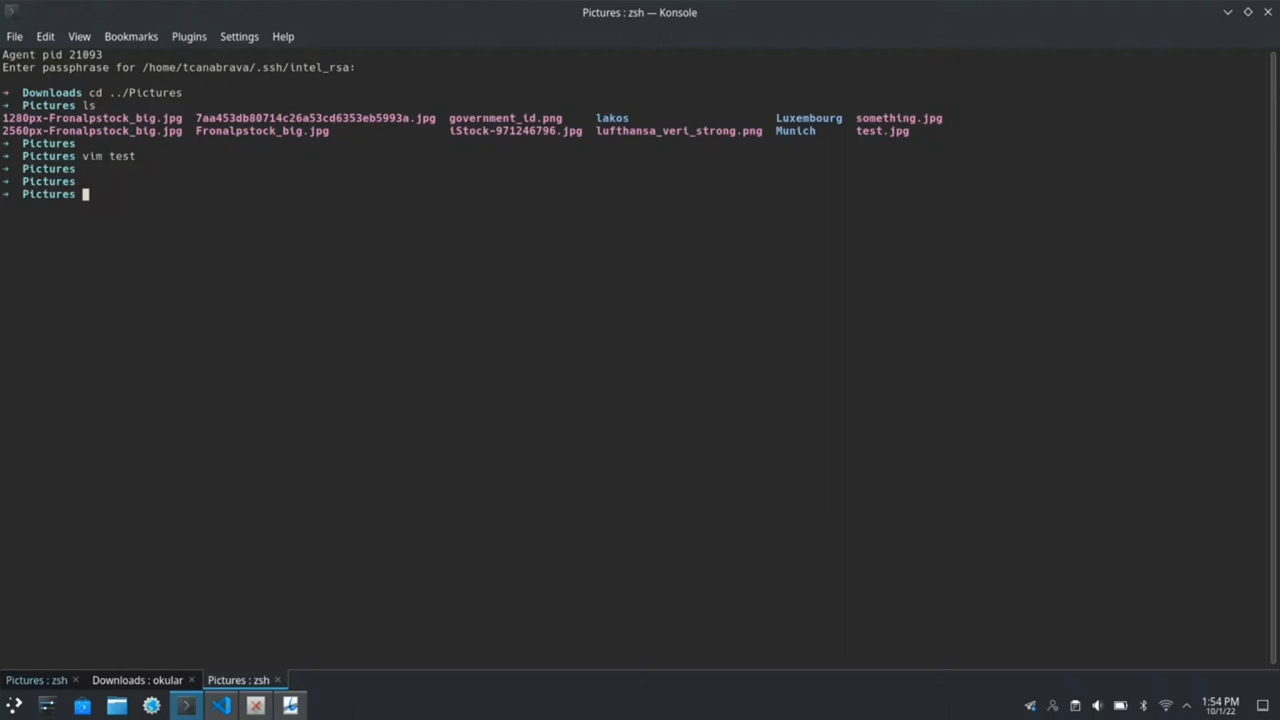 Pictures : zsh — Konsole
File Edit View Bookmarks Plugins Settings Help
Agent pid 21093
Enter passphrase for /home/tcanabrava/.ssh/intel_rsa:
➜ Downloads cd ../Pictures
➜ Pictures ls
1280px-Fronalpstock_big.jpg 7aa453db80714c26a53cd6353eb5993a.jpg government_id.png lakos Luxembourg something.jpg
2560px-Fronalpstock_big.jpg Fronalpstock_big.jpg iStock-971246796.jpg lufthansa_veri_strong.png Munich test.jpg
➜ Pictures
➜ Pictures vim test
➜ Pictures
➜ Pictures
➜ Pictures
Pictures : zsh Downloads : okular Pictures : zsh
1:54 PM
10/1/22